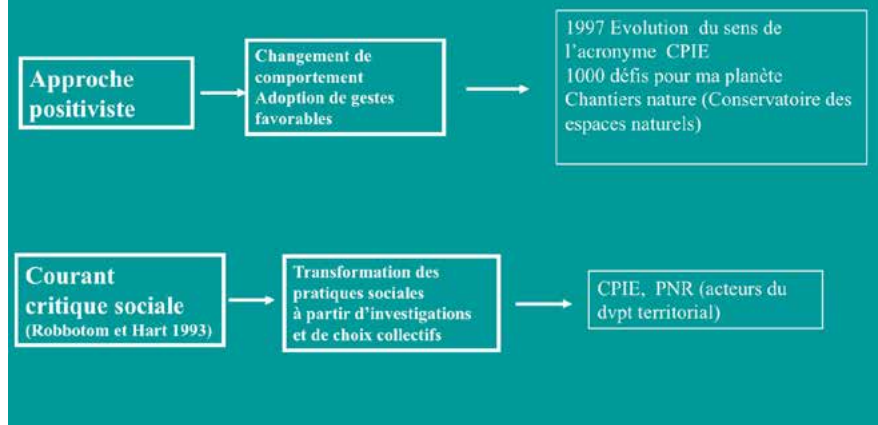 Approche
positiviste
Changement de
comportement
Adoption de gestes
favorables
1997 Evolution du sens de
l'acronyme CPIE
1000 défis pour ma planète
Chantiers nature (Conservatoire des
espaces naturels)
Courant
critique sociale
(Robbotom et Hart 1993)
Transformation des
pratiques sociales
à partir d'investigations
et de choix collectifs
CPIE, PNR (acteurs du
dvpt territorial)